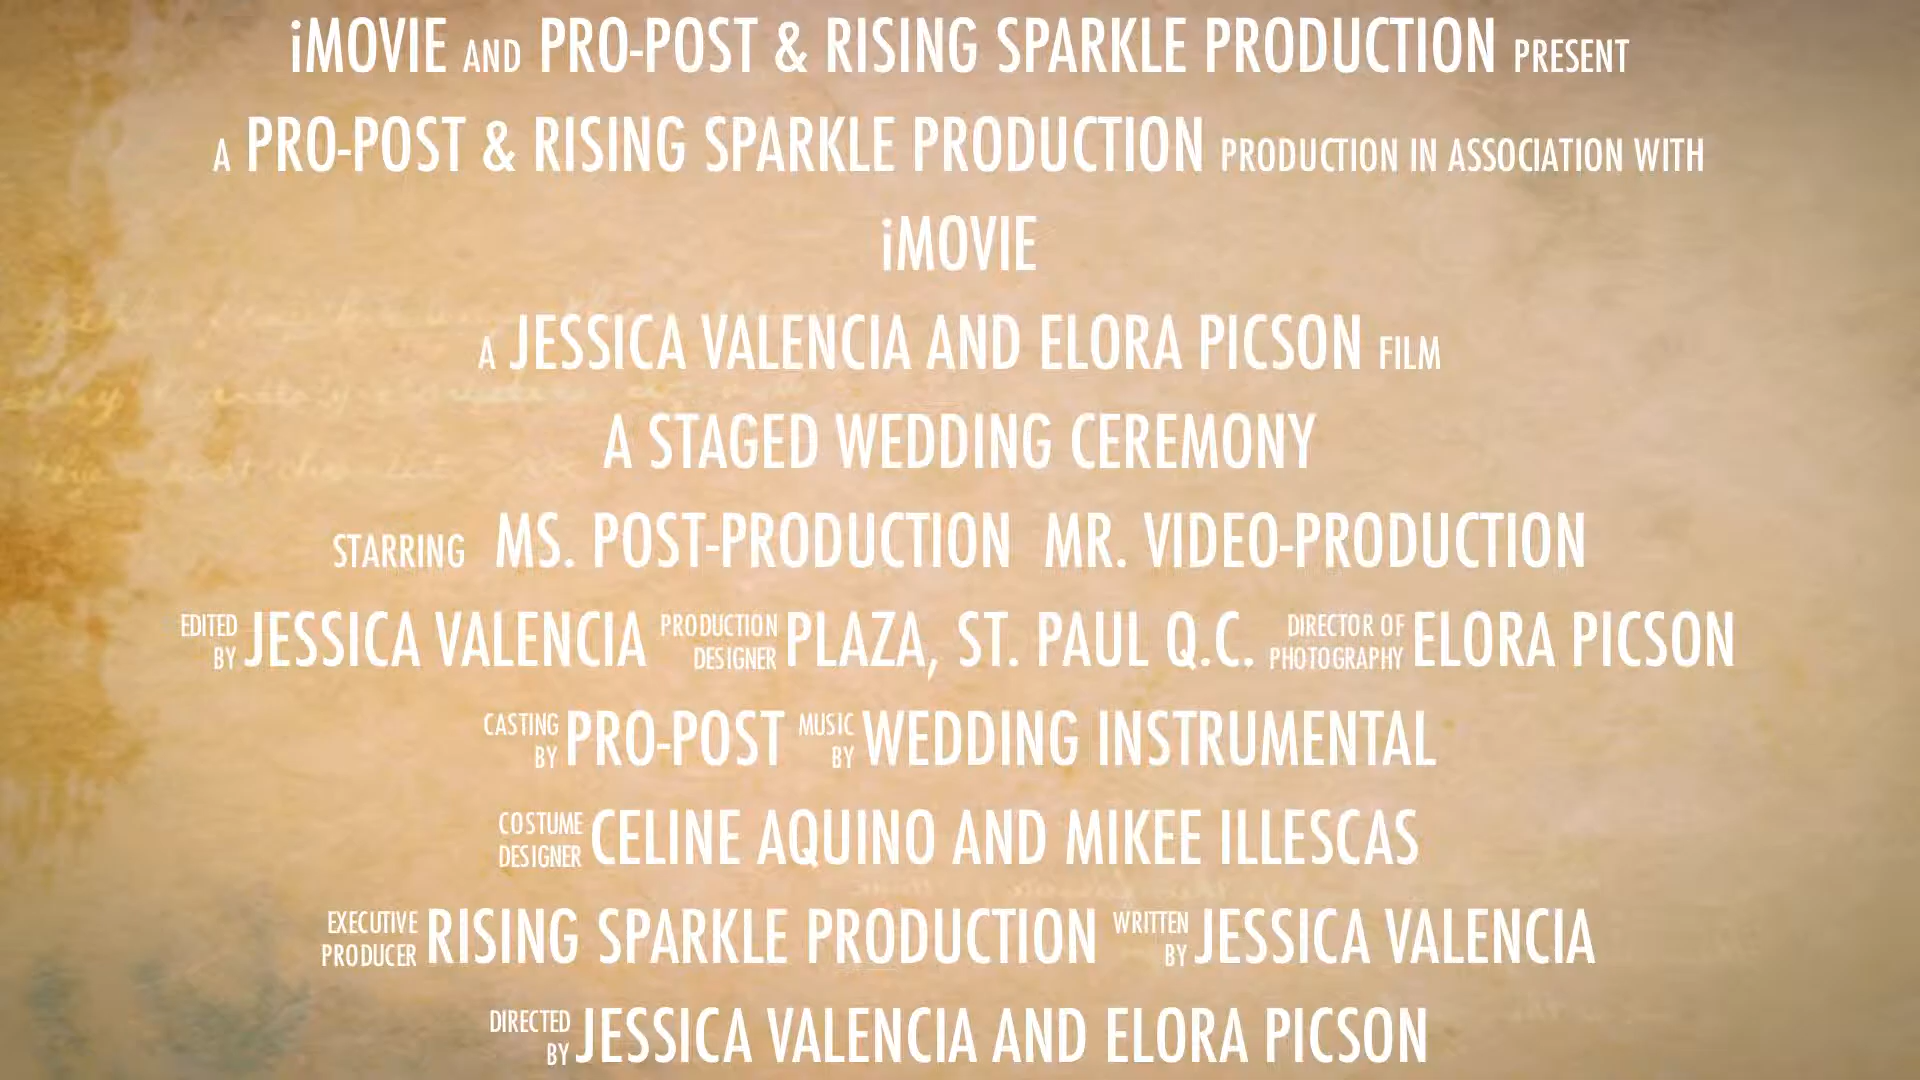 iMOVIE AND PRO-POST & RISING SPARKLE PRODUCTION PRESENT
A PRO-POST & RISING SPARKLE PRODUCTION PRODUCTION IN ASSOCIATION WITH
iMOVIE
A JESSICA VALENCIA AND ELORA PICSON FILM
A STAGED WEDDING CEREMONY
STARRING MS. POST-PRODUCTION MR. VIDEO-PRODUCTION
EDITED BY JESSICA VALENCIA PRODUCTION DESIGNER PLAZA, ST. PAUL Q.C. DIRECTOR OF PHOTOGRAPHY ELORA PICSON
CASTING BY PRO-POST MUSIC BY WEDDING INSTRUMENTAL
COSTUME DESIGNER CELINE AQUINO AND MIKEE ILLESCAS
EXECUTIVE PRODUCER RISING SPARKLE PRODUCTION WRITTEN BY JESSICA VALENCIA
DIRECTED BY JESSICA VALENCIA AND ELORA PICSON